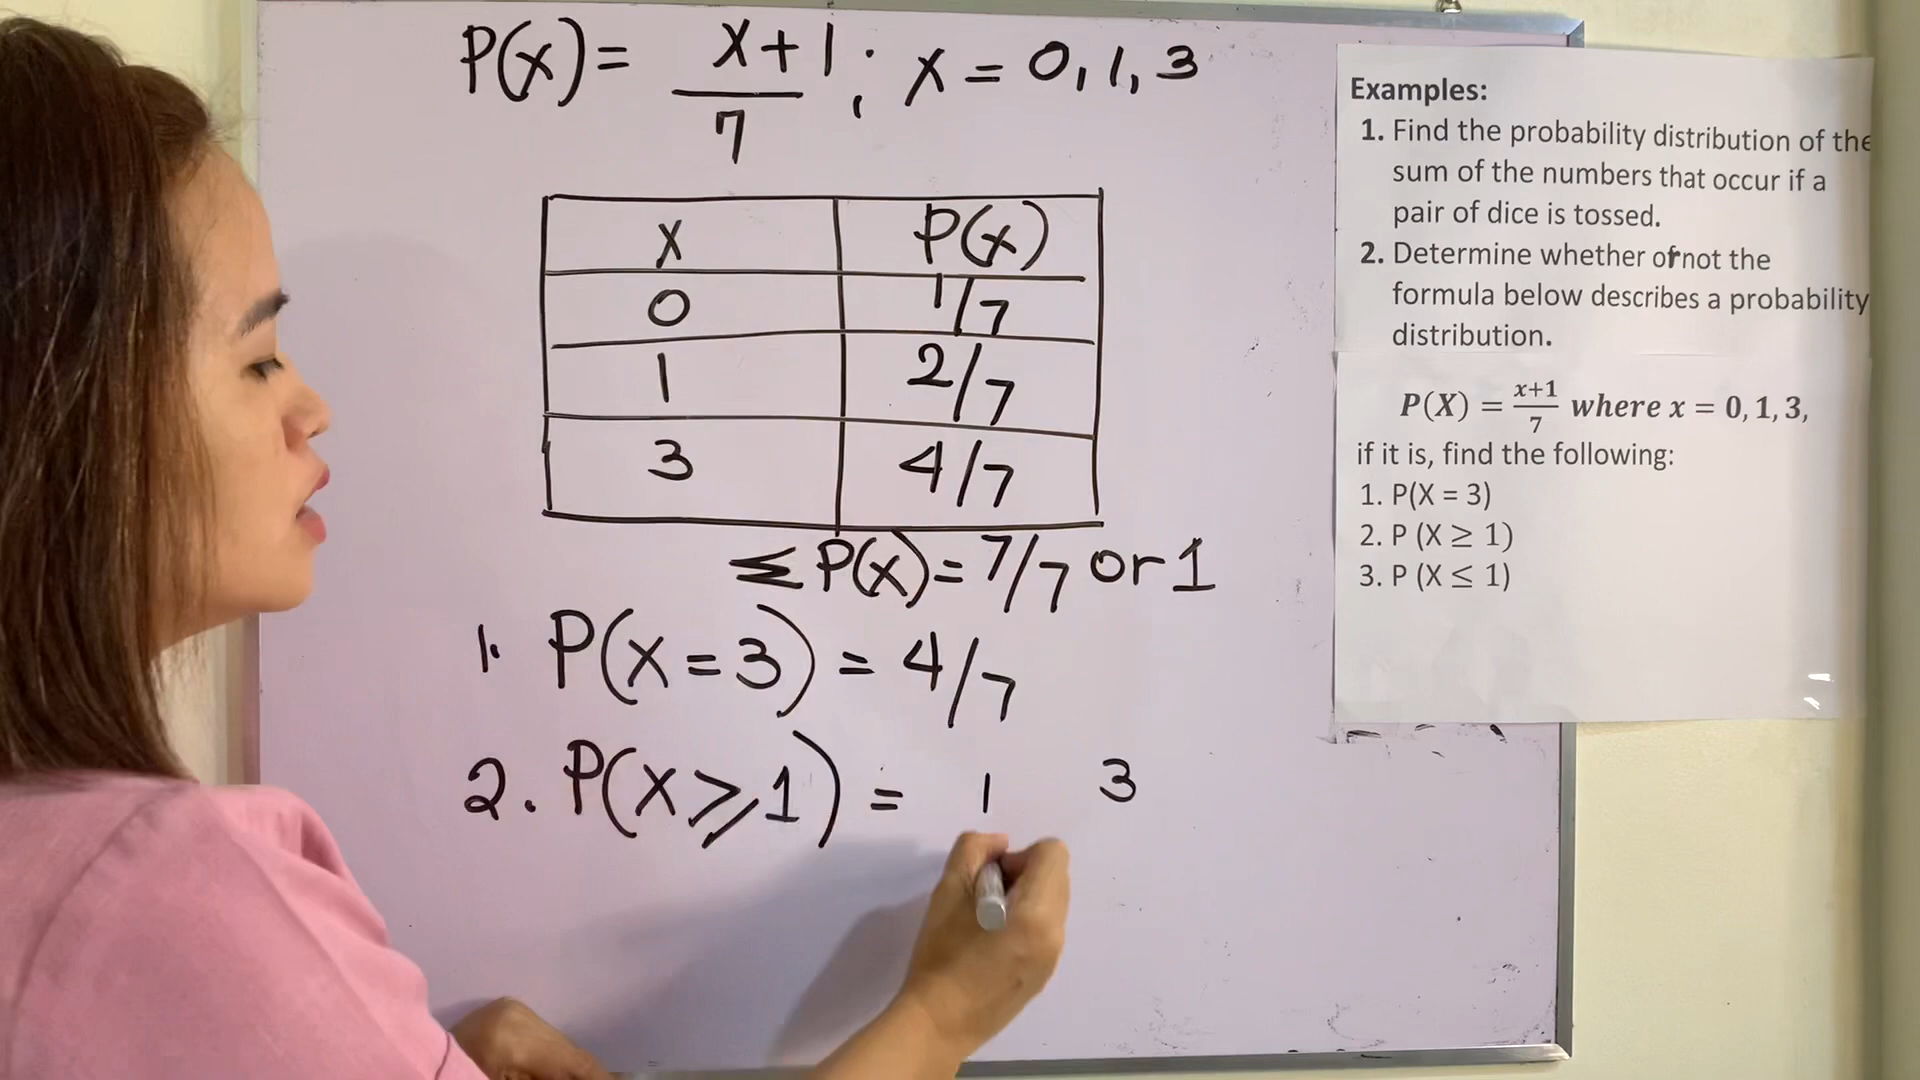 P(x) = x+1/7 ; x = 0, 1, 3
x P(x)
0 1/7
1 2/7
3 4/7
≤ P(x) = 7/7 or 1
1. P(x = 3) = 4/7
2. P(x ≥ 1) = 1 3
Examples:
1. Find the probability distribution of the
sum of the numbers that occur if a
pair of dice is tossed.
2. Determine whether or not the
formula below describes a probability
distribution.
P(X) = x+1/7 where x = 0, 1, 3,
if it is, find the following:
1. P(X = 3)
2. P (X ≥ 1)
3. P (X ≤ 1)